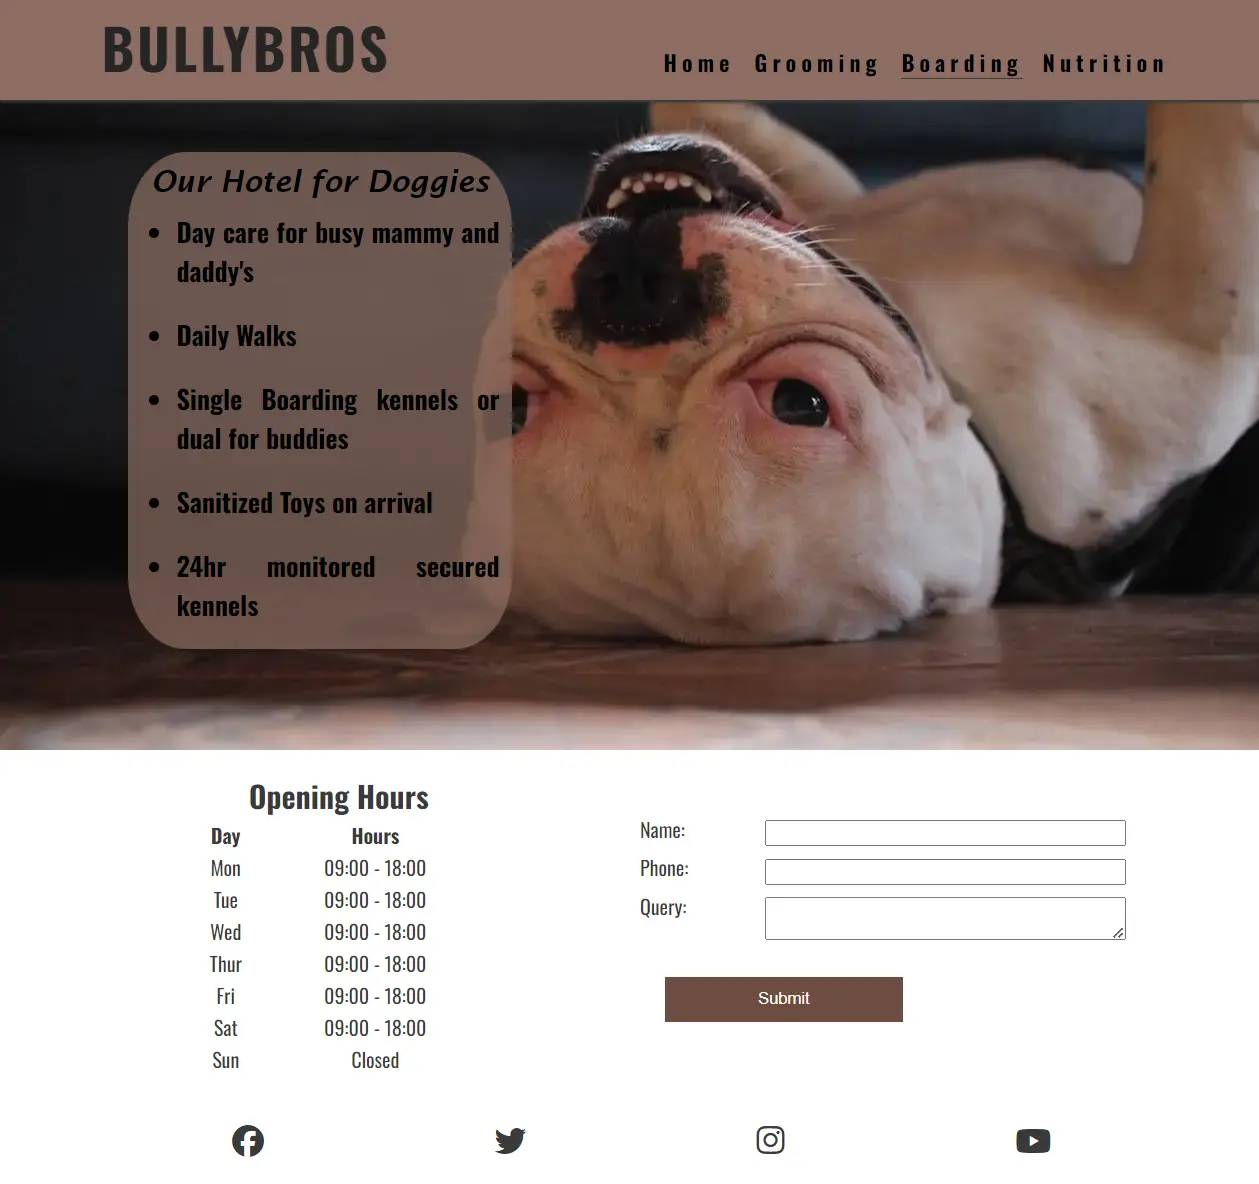 BULLYBROS
Home Grooming Boarding Nutrition
Our Hotel for Doggies
Day care for busy mammy and
daddy's
Daily Walks
Single Boarding kennels or
dual for buddies
Sanitized Toys on arrival
24hr monitored secured
kennels
Opening Hours
Day Hours
Mon 09:00 - 18:00
Tue 09:00 - 18:00
Wed 09:00 - 18:00
Thur 09:00 - 18:00
Fri 09:00 - 18:00
Sat 09:00 - 18:00
Sun Closed
Name:
Phone:
Query:
Submit